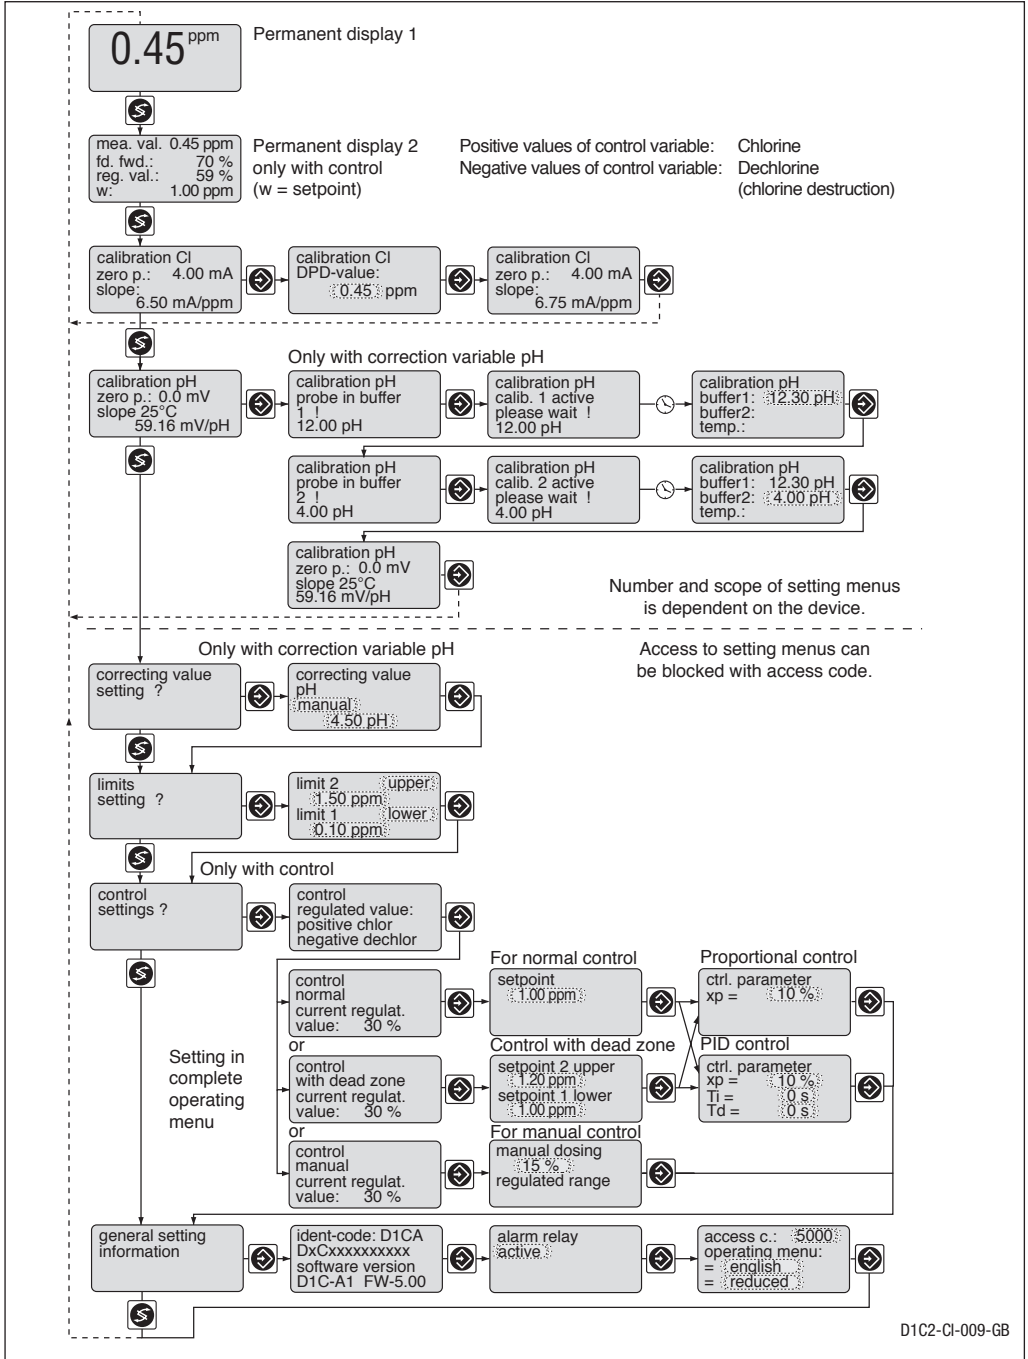 0.45 ppm
Permanent display 1
mea. val. 0.45 ppm
fd. fwd.: 70 %
reg. val.: 59 %
w: 1.00 ppm
Permanent display 2
only with control
(w = setpoint)
Positive values of control variable: Chlorine
Negative values of control variable: Dechlorine
(chlorine destruction)
calibration Cl
zero p.: 4.00 mA
slope:
6.50 mA/ppm
calibration Cl
DPD-value:
0.45 ppm
calibration Cl
zero p.: 4.00 mA
slope:
6.75 mA/ppm
Only with correction variable pH
calibration pH
zero p.: 0.0 mV
slope 25°C
59.16 mV/pH
calibration pH
probe in buffer
1 !
12.00 pH
calibration pH
calib. 1 active
please wait !
12.00 pH
calibration pH
buffer1: 12.30 pH
buffer2:
temp.:
calibration pH
probe in buffer
2 !
4.00 pH
calibration pH
calib. 2 active
please wait !
4.00 pH
calibration pH
buffer1: 12.30 pH
buffer2: 4.00 pH
temp.:
calibration pH
zero p.: 0.0 mV
slope 25°C
59.16 mV/pH
Number and scope of setting menus
is dependent on the device.
Only with correction variable pH
Access to setting menus can
be blocked with access code.
correcting value
setting ?
correcting value
pH
manual
4.50 pH
limits
setting ?
limit 2 upper
1.50 ppm
limit 1 lower
0.10 ppm
Only with control
control
settings ?
control
regulated value:
positive chlor
negative dechlor
For normal control
Proportional control
control
normal
current regulat.
value: 30 %
setpoint
1.00 ppm
ctrl. parameter
xp = 10 %
or
Control with dead zone
PID control
Setting in
complete
operating
menu
control
with dead zone
current regulat.
value: 30 %
setpoint 2 upper
1.20 ppm
setpoint 1 lower
1.00 ppm
ctrl. parameter
xp = 10 %
Ti = 0 s
Td = 0 s
or
For manual control
control
manual
current regulat.
value: 30 %
manual dosing
15 %
regulated range
general setting
information
ident-code: D1CA
DxCxxxxxxxxxx
software version
D1C-A1 FW-5.00
alarm relay
active
access c.: 5000
operating menu:
= english
= reduced
D1C2-Cl-009-GB